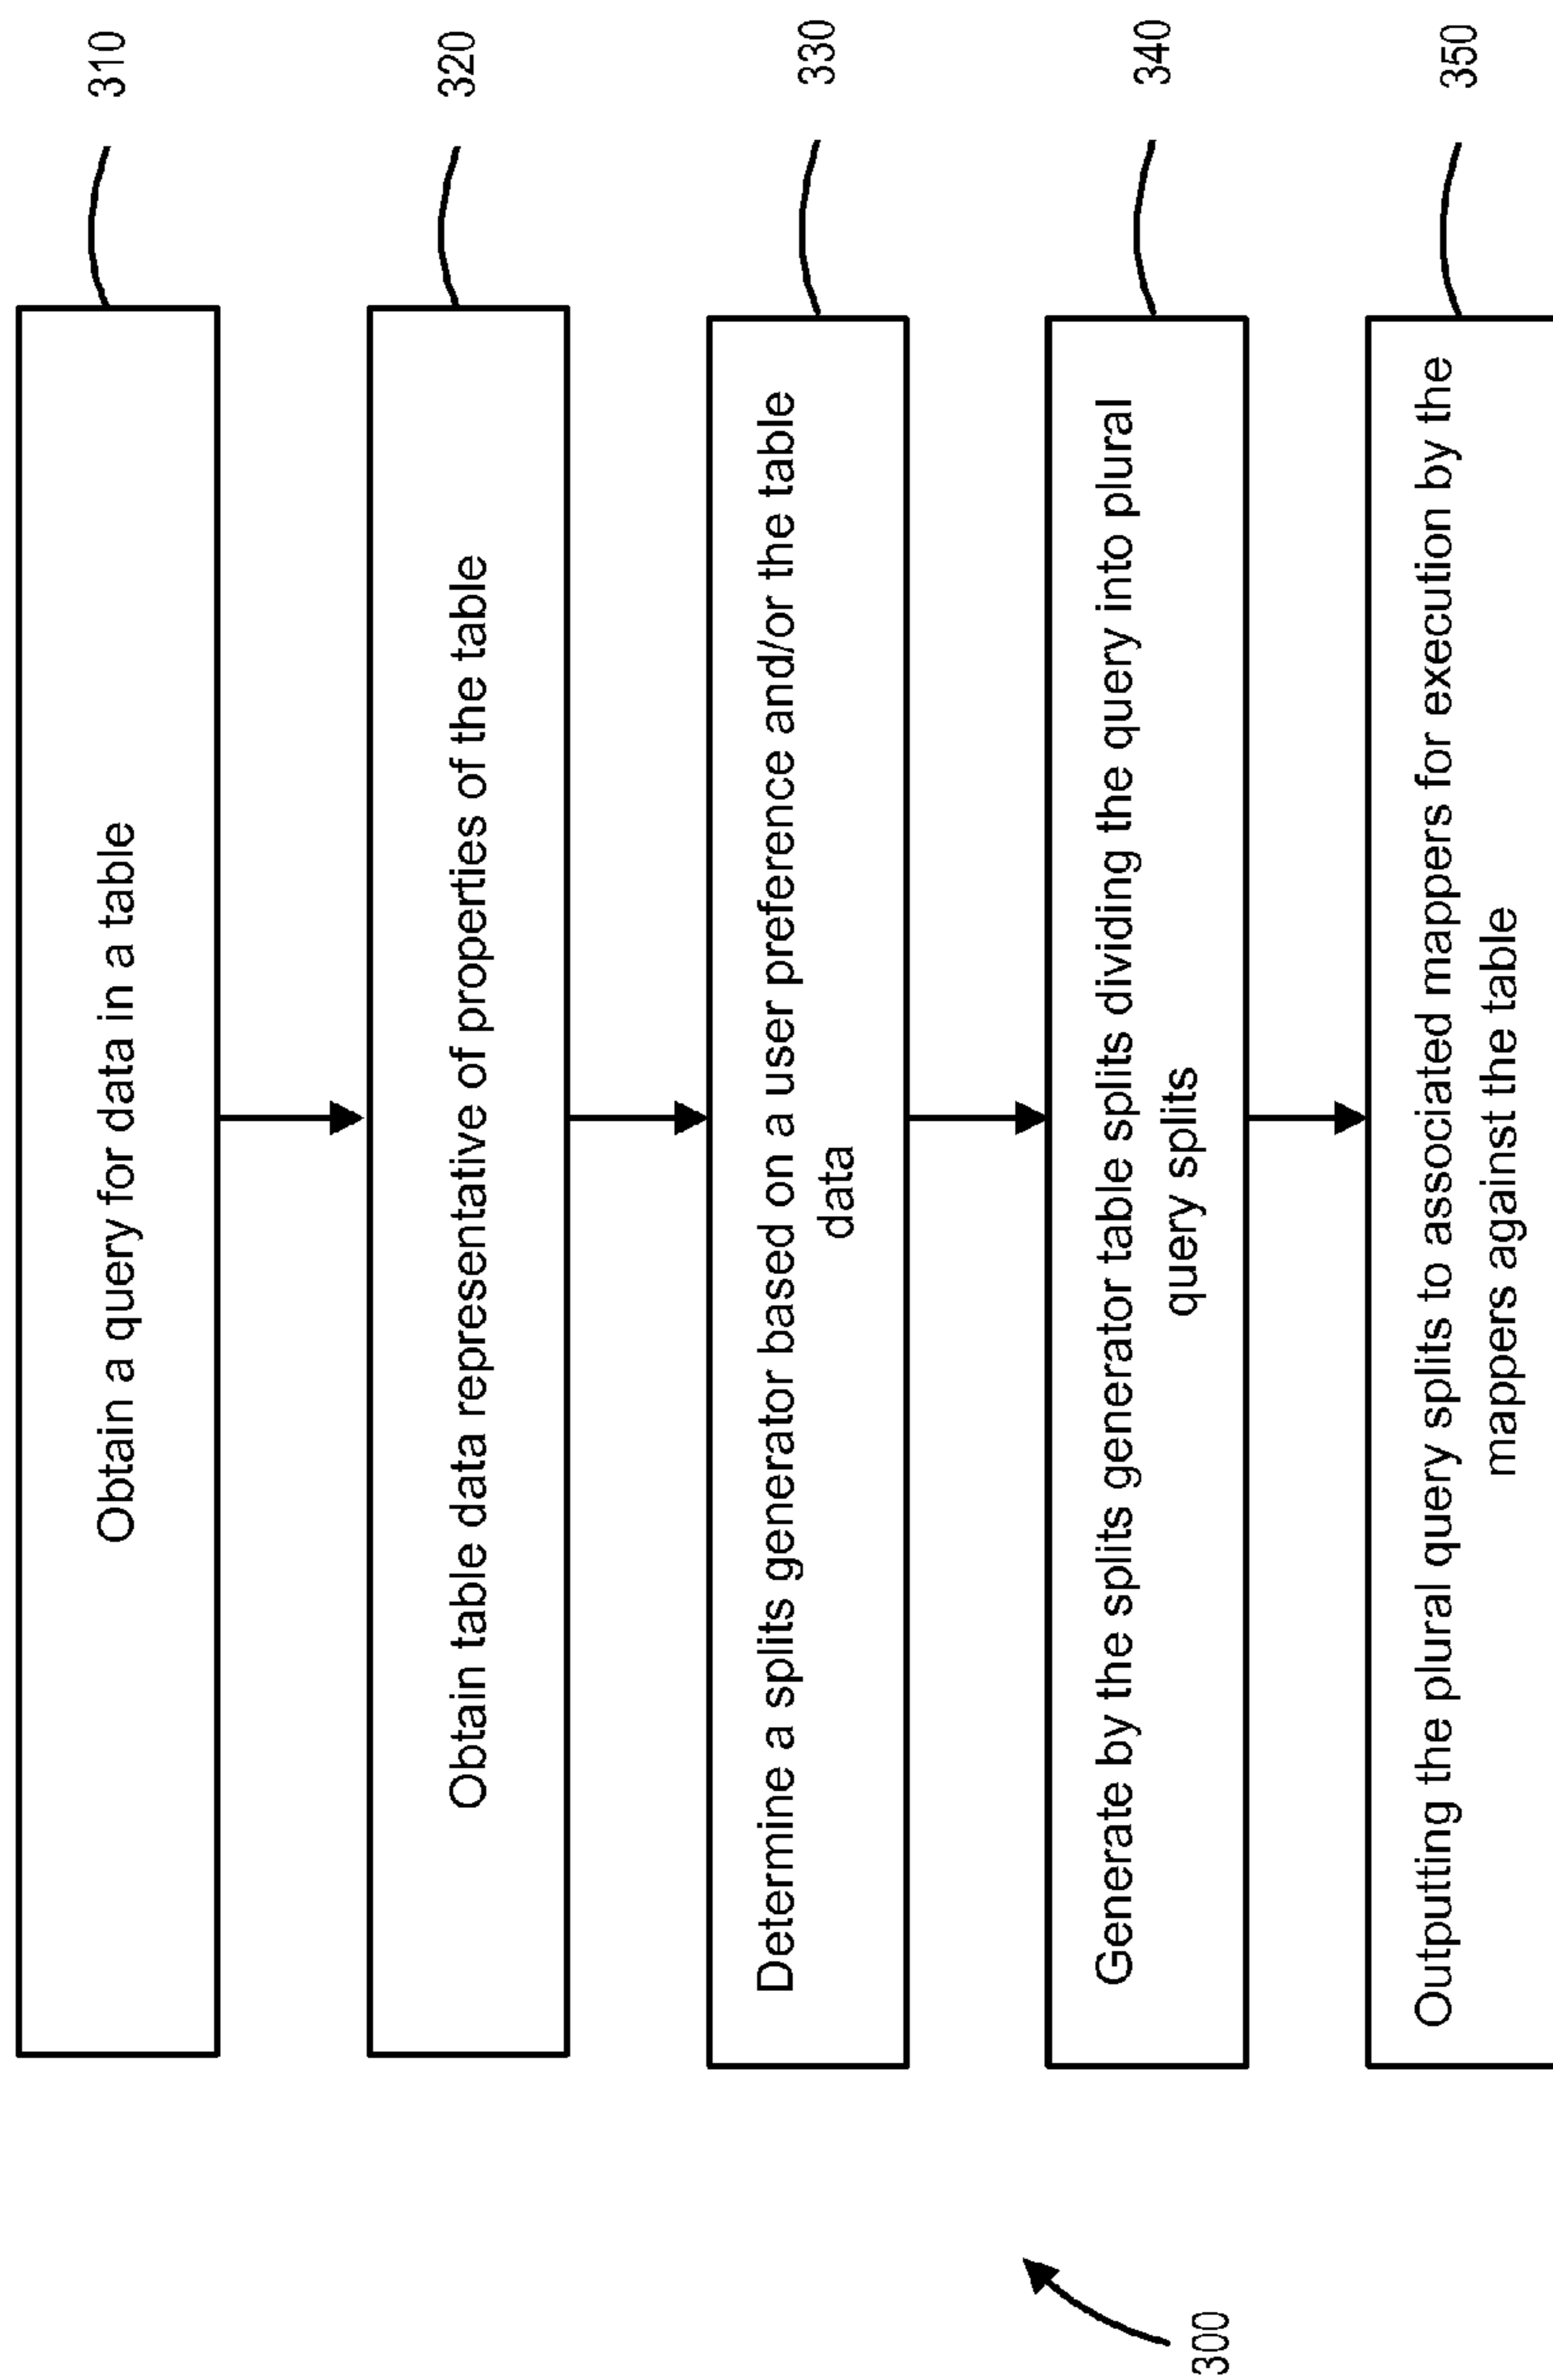 Obtain a query for data in a table
310
Obtain table data representative of properties of the table
320
Determine a splits generator based on a user preference and/or the table
data
330
Generate by the splits generator table splits dividing the query into plural
query splits
340
Outputting the plural query splits to associated mappers for execution by the
mappers against the table
350
300